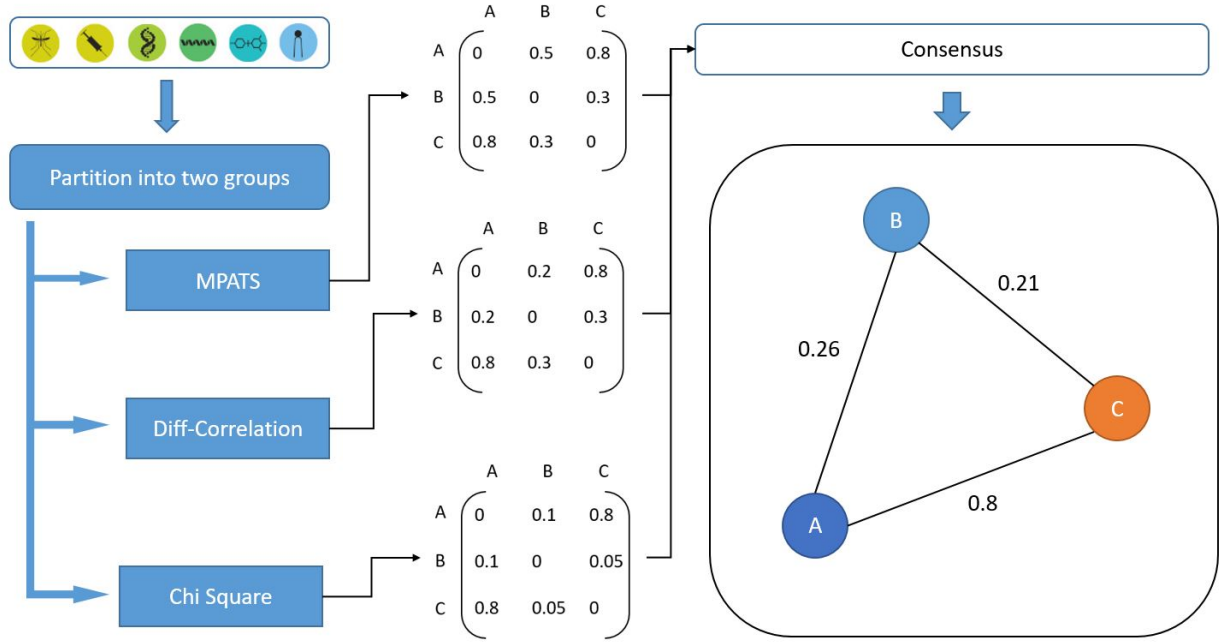 Partition into two groups
MPATS
Diff-Correlation
Chi Square
A B C
A 0 0.5 0.8
B 0.5 0 0.3
C 0.8 0.3 0
A B C
A 0 0.2 0.8
B 0.2 0 0.3
C 0.8 0.3 0
A B C
A 0 0.1 0.8
B 0.1 0 0.05
C 0.8 0.05 0
Consensus
B
0.21
0.26
C
A
0.8